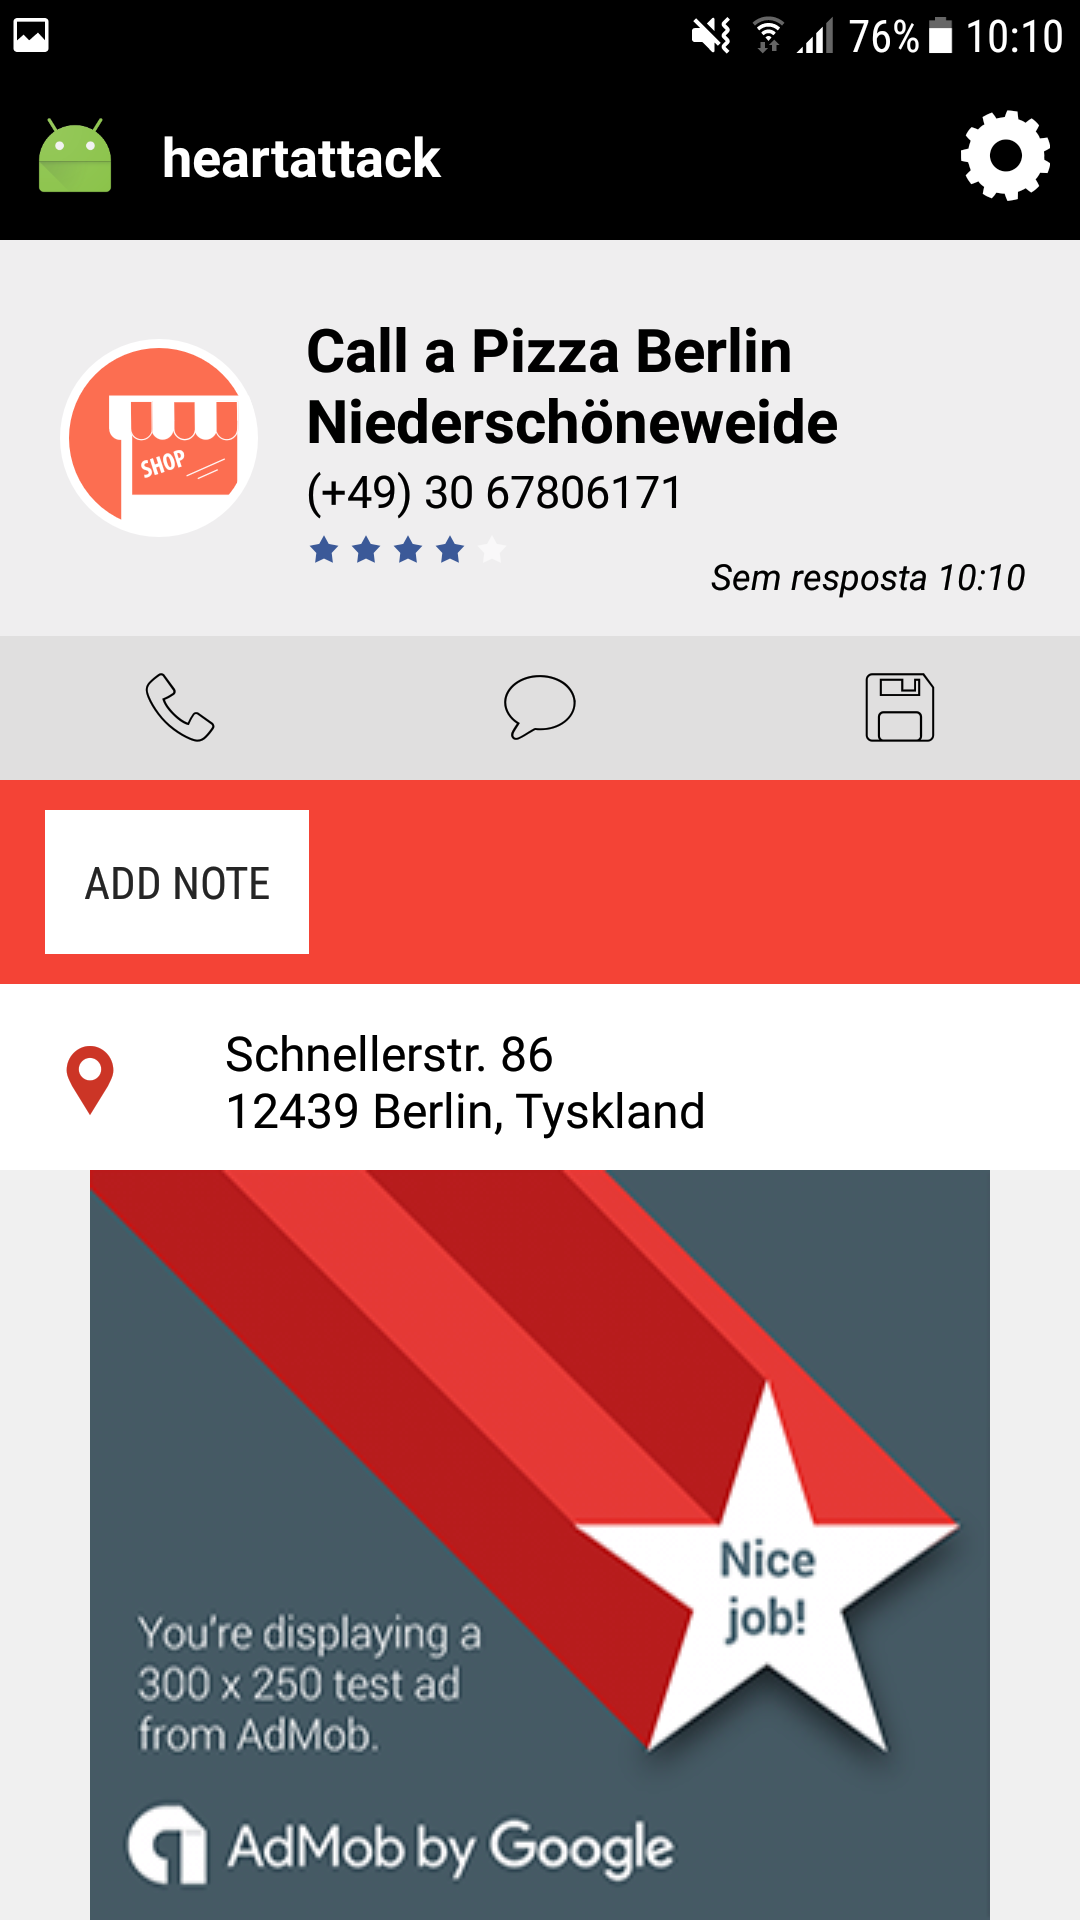 76% 10:10
heartattack
Call a Pizza Berlin
Niederschöneweide
(+49) 30 67806171
SHOP
Sem resposta 10:10
ADD NOTE
Schnellerstr. 86
12439 Berlin, Tyskland
Nice
job!
You're displaying a
300 x 250 test ad
from AdMob.
AdMob by Google